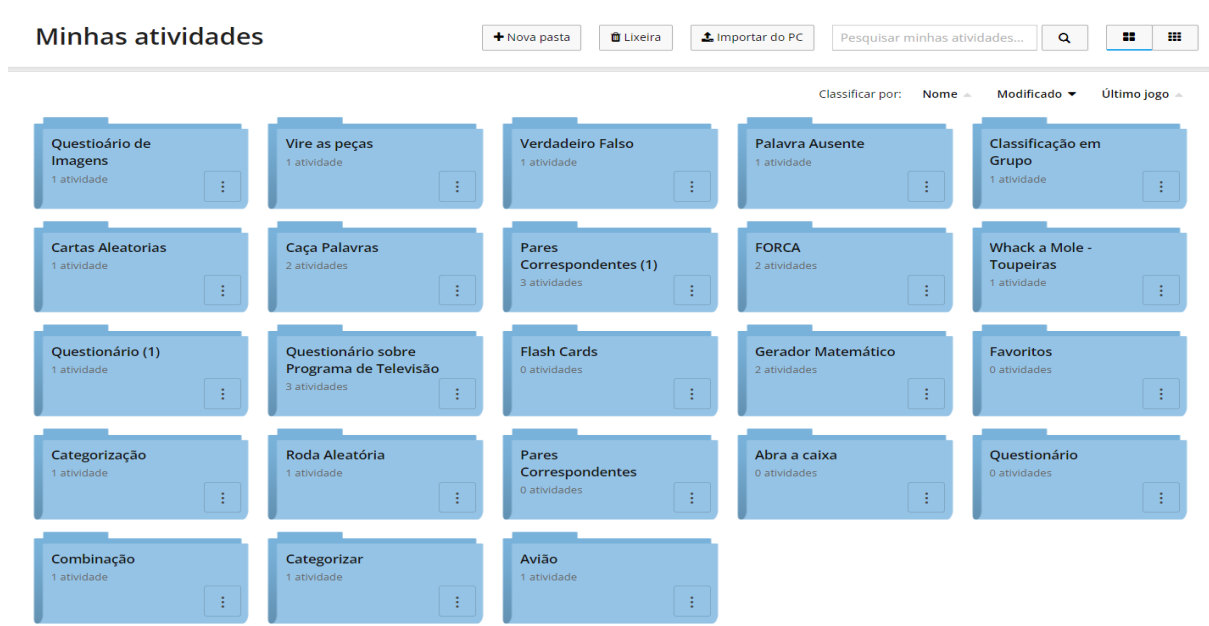 Minhas atividades
Nova pasta
Lixeira
Importar do PC
Pesquisar minhas atividades...
Classificar por: Nome Modificado Último jogo
Questioário de
Imagens
1 atividade
Vire as peças
1 atividade
Verdadeiro Falso
1 atividade
Palavra Ausente
1 atividade
Classificação em
Grupo
1 atividade
Cartas Aleatorias
1 atividade
Caça Palavras
2 atividades
Pares
Correspondentes (1)
3 atividades
FORCA
2 atividades
Whack a Mole -
Toupeiras
1 atividade
Questionário (1)
1 atividade
Questionário sobre
Programa de Televisão
3 atividades
Flash Cards
0 atividades
Gerador Matemático
2 atividades
Favoritos
0 atividades
Categorização
1 atividade
Roda Aleatória
1 atividade
Pares
Correspondentes
0 atividades
Abra a caixa
0 atividades
Questionário
0 atividades
Combinação
1 atividade
Categorizar
1 atividade
Avião
1 atividade